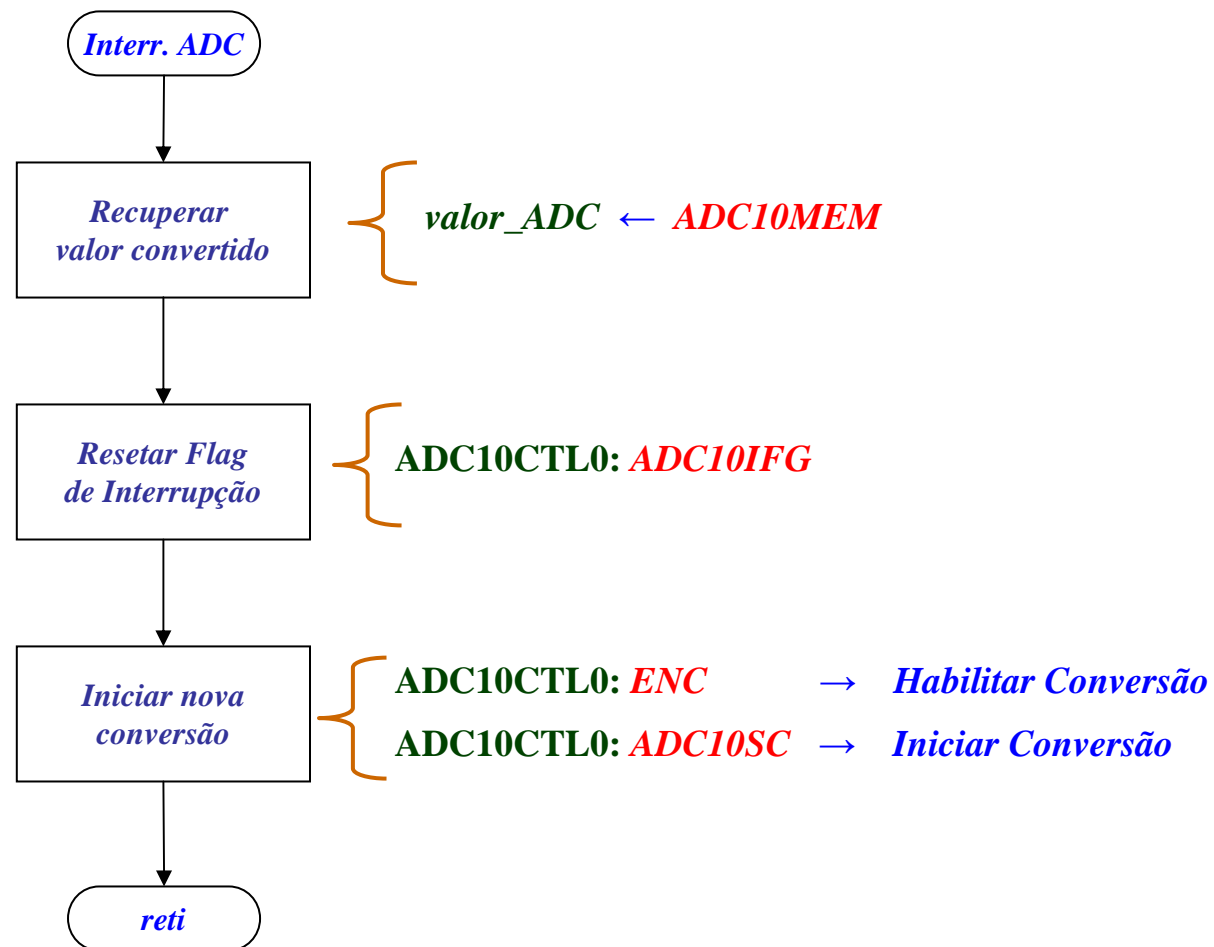 Interr. ADC
Recuperar
valor convertido
valor_ADC ← ADC10MEM
Resetar Flag
de Interrupção
ADC10CTL0: ADC10IFG
Iniciar nova
conversão
ADC10CTL0: ENC → Habilitar Conversão
ADC10CTL0: ADC10SC → Iniciar Conversão
reti